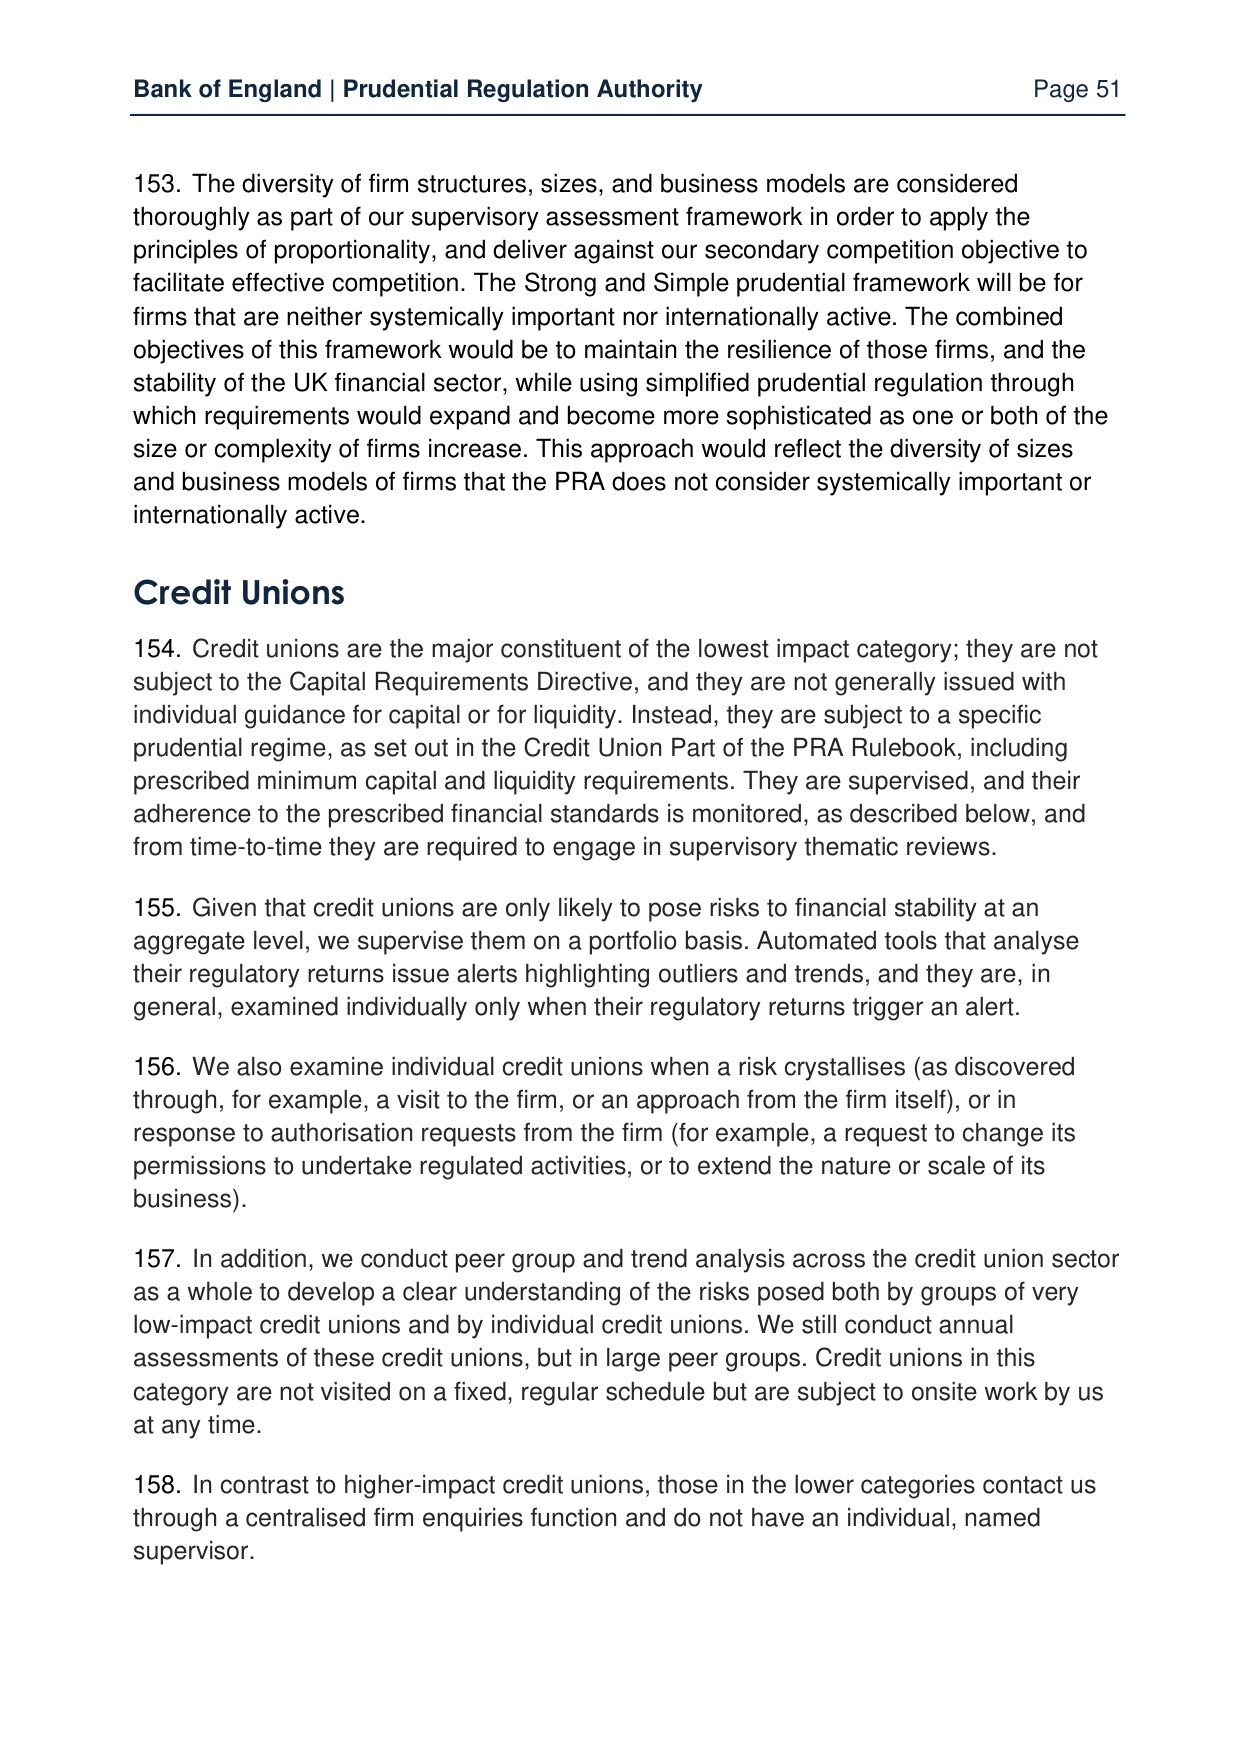 Bank of England | Prudential Regulation Authority Page 51
153. The diversity of firm structures, sizes, and business models are considered
thoroughly as part of our supervisory assessment framework in order to apply the
principles of proportionality, and deliver against our secondary competition objective to
facilitate effective competition. The Strong and Simple prudential framework will be for
firms that are neither systemically important nor internationally active. The combined
objectives of this framework would be to maintain the resilience of those firms, and the
stability of the UK financial sector, while using simplified prudential regulation through
which requirements would expand and become more sophisticated as one or both of the
size or complexity of firms increase. This approach would reflect the diversity of sizes
and business models of firms that the PRA does not consider systemically important or
internationally active.
Credit Unions
154. Credit unions are the major constituent of the lowest impact category; they are not
subject to the Capital Requirements Directive, and they are not generally issued with
individual guidance for capital or for liquidity. Instead, they are subject to a specific
prudential regime, as set out in the Credit Union Part of the PRA Rulebook, including
prescribed minimum capital and liquidity requirements. They are supervised, and their
adherence to the prescribed financial standards is monitored, as described below, and
from time-to-time they are required to engage in supervisory thematic reviews.
155. Given that credit unions are only likely to pose risks to financial stability at an
aggregate level, we supervise them on a portfolio basis. Automated tools that analyse
their regulatory returns issue alerts highlighting outliers and trends, and they are, in
general, examined individually only when their regulatory returns trigger an alert.
156. We also examine individual credit unions when a risk crystallises (as discovered
through, for example, a visit to the firm, or an approach from the firm itself), or in
response to authorisation requests from the firm (for example, a request to change its
permissions to undertake regulated activities, or to extend the nature or scale of its
business).
157. In addition, we conduct peer group and trend analysis across the credit union sector
as a whole to develop a clear understanding of the risks posed both by groups of very
low-impact credit unions and by individual credit unions. We still conduct annual
assessments of these credit unions, but in large peer groups. Credit unions in this
category are not visited on a fixed, regular schedule but are subject to onsite work by us
at any time.
158. In contrast to higher-impact credit unions, those in the lower categories contact us
through a centralised firm enquiries function and do not have an individual, named
supervisor.